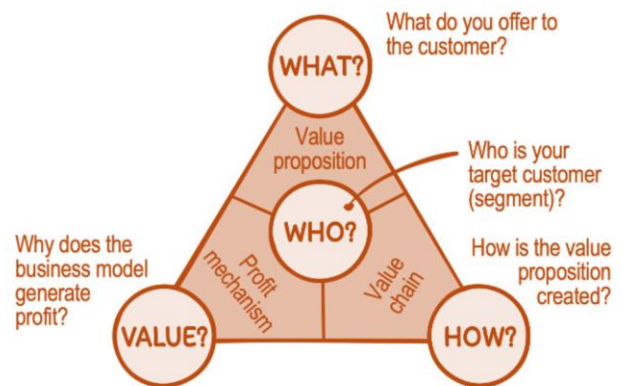 What do you offer to
the customer?
WHAT?
Value
proposition
Who is your
target customer
(segment)?
WHO?
Why does the
business model
generate
profit?
Profit
mechanism
Value
chain
How is the value
proposition
created?
VALUE?
HOW?